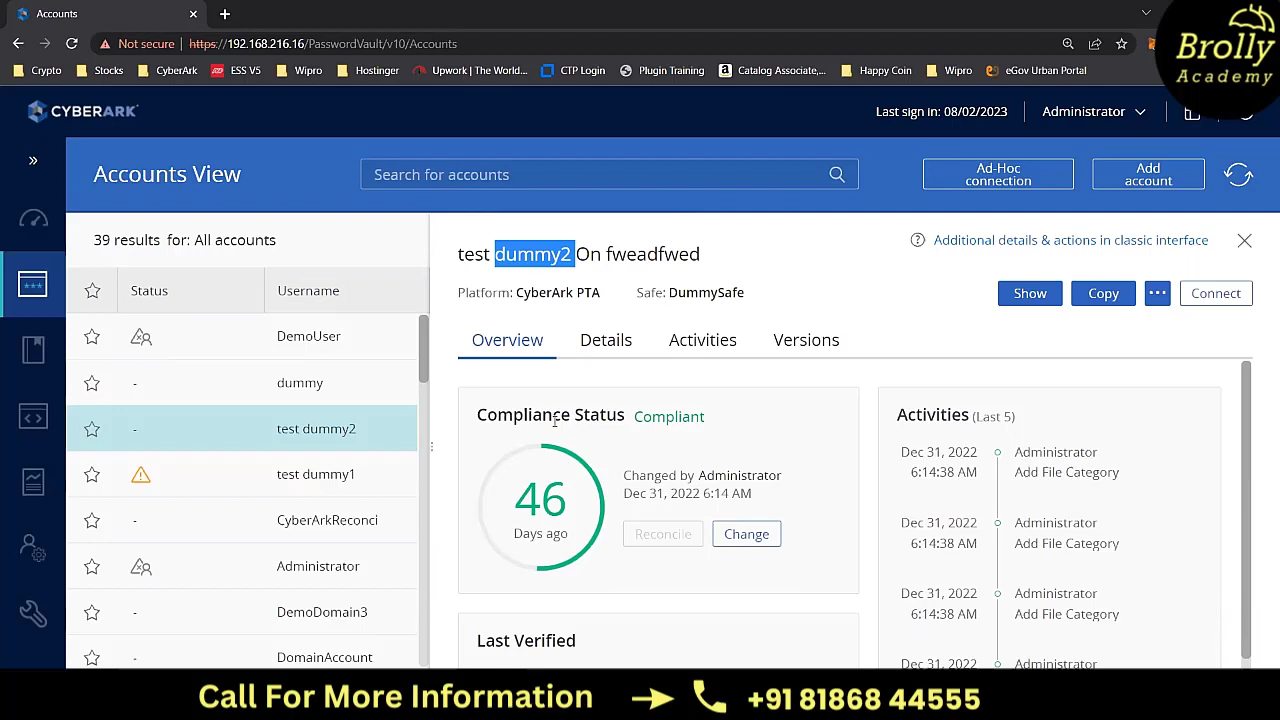 Accounts
Not secure
https://192.168.216.16/PasswordVault/v10/Accounts
Crypto
Stocks
CyberArk
ESS V5
Wipro
Hostinger
Upwork | The World...
CTP Login
Plugin Training
Catalog Associate,...
Happy Coin
Wipro
eGov Urban Portal
Brolly
Academy
CYBERARK
Last sign in: 08/02/2023
Administrator
Accounts View
Search for accounts
Ad-Hoc
connection
Add
account
39 results for: All accounts
Status
Username
DemoUser
- dummy
- test dummy2
test dummy1
- CyberArkReconci
Administrator
- DemoDomain3
- DomainAccount
test dummy2 On fweadfwed
Additional details & actions in classic interface
Platform: CyberArk PTA
Safe: DummySafe
Show
Copy
...
Connect
Overview
Details
Activities
Versions
Compliance Status Compliant
46
Days ago
Changed by Administrator
Dec 31, 2022 6:14 AM
Reconcile
Change
Last Verified
Activities (Last 5)
Dec 31, 2022 Administrator
6:14:38 AM Add File Category
Dec 31, 2022 Administrator
6:14:38 AM Add File Category
Dec 31, 2022 Administrator
6:14:38 AM Add File Category
Dec 31, 2022 Administrator
Call For More Information
+91 81868 44555